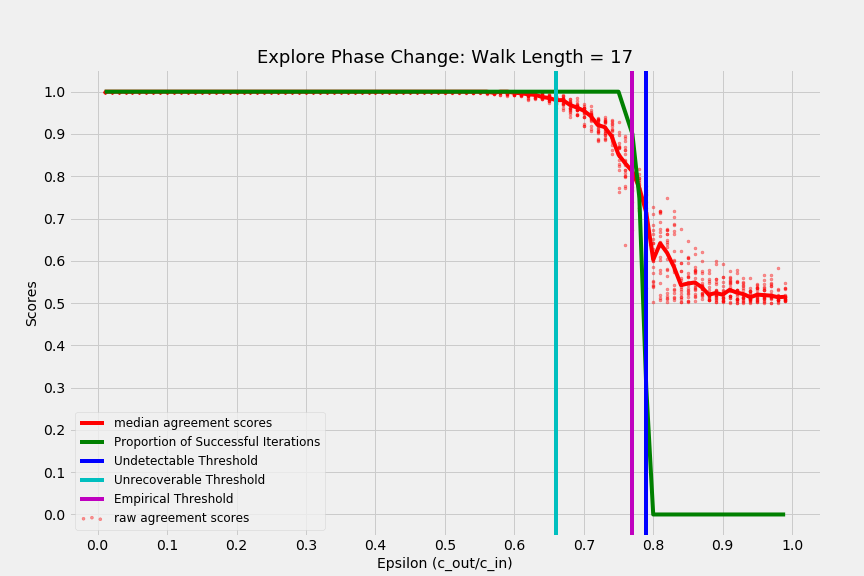 Explore Phase Change: Walk Length = 17
1.0
0.9
0.8
0.7
0.6
0.5
0.4
0.3
0.2
0.1
0.0
Scores
median agreement scores
Proportion of Successful Iterations
Undetectable Threshold
Unrecoverable Threshold
Empirical Threshold
raw agreement scores
0.0 0.1 0.2 0.3 0.4 0.5 0.6 0.7 0.8 0.9 1.0
Epsilon (c_out/c_in)